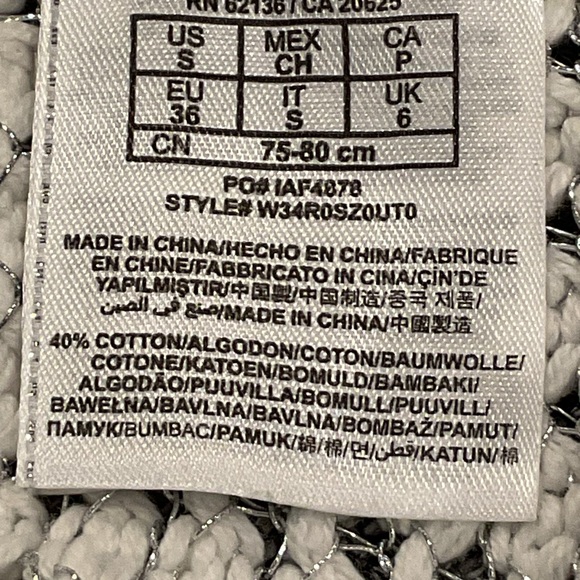 RN 62136 / CA 20625
US MEX CA
S CH P
EU IT UK
36 S 6
CN 75-80 cm
PO# IAF4878
STYLE# W34R0SZ0UT0
MADE IN CHINA/HECHO EN CHINA/FABRIQUE
EN CHINE/FABBRICATO IN CINA/ÇİN'DE
YAPILMISTIR/中国製/中国制造/중국 제품/
صنع في الصين/MADE IN CHINA/中國製造
40% COTTON/ALGODON/COTON/BAUMWOLLE/
COTONE/KATOEN/BOMULD/BAMBAKI/
ALGODÃO/PUUVILLA/BOMULL/PUUVILL/
BAWEŁNA/BAVLNA/BAVLNA/BOMBAŽ/PAMUT/
ПАМУК/BUMBAC/PAMUK/綿/棉/면/قطن/KATUN/棉